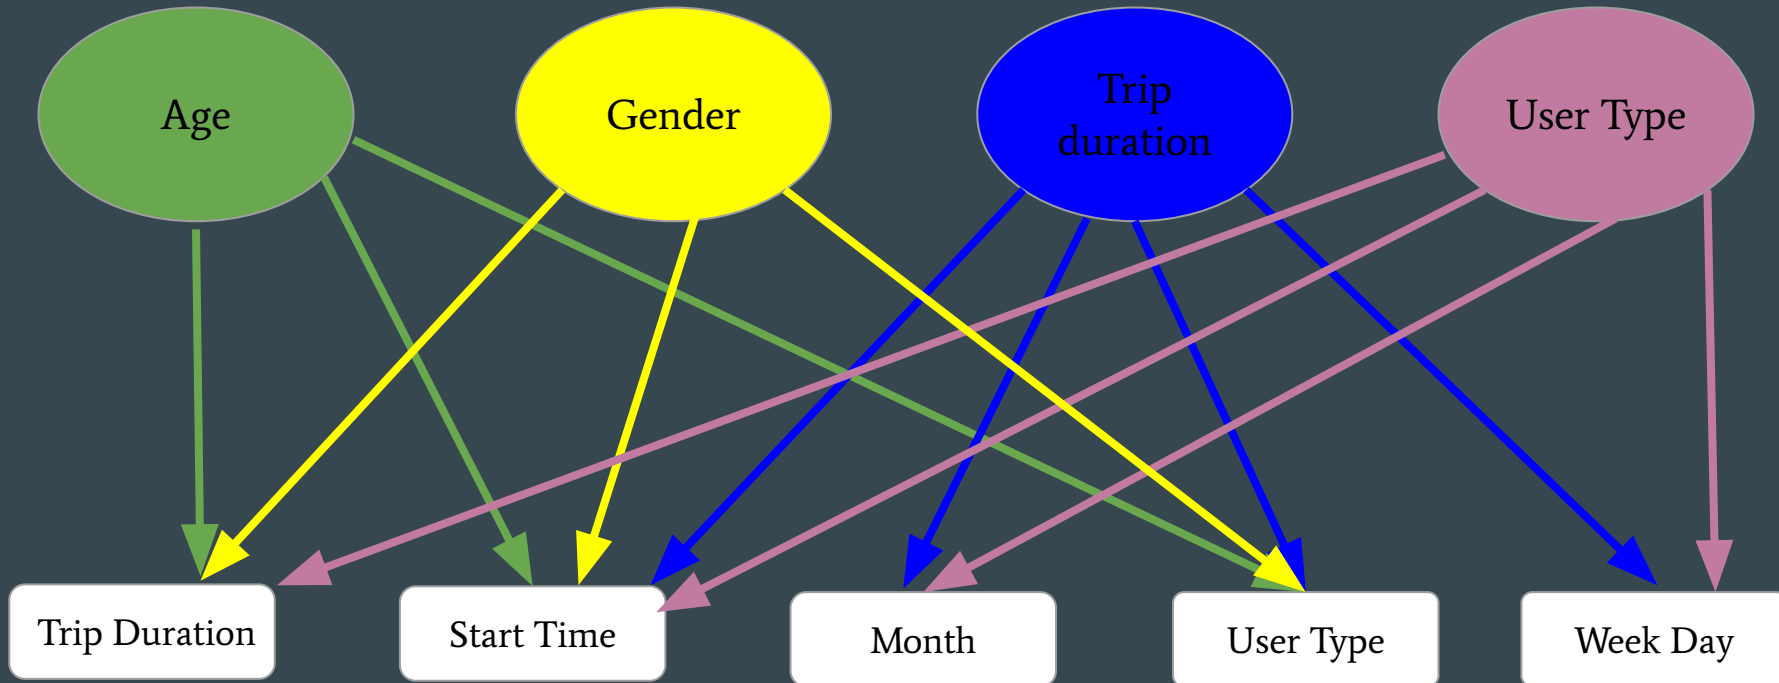 Age
Gender
Trip
duration
User Type
Trip Duration
Start Time
Month
User Type
Week Day